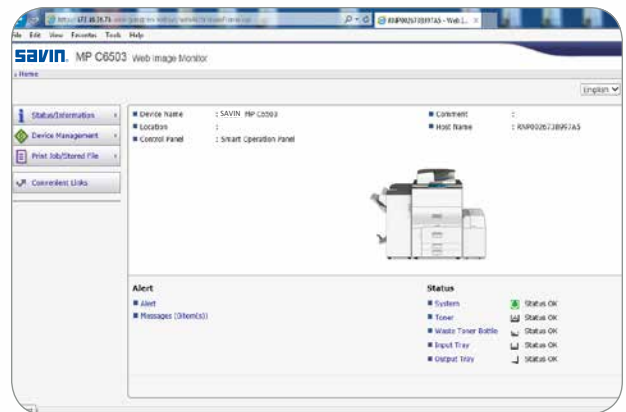 RNP0026738997A5 - Web I...
File Edit View Favorites Tools Help
SAVIN. MP C6503 Web Image Monitor
Home
English
Status/Information
Device Management
Print Job/Stored File
Convenient Links
Device Name : SAVIN MP C6503
Location :
Control Panel : Smart Operation Panel
Comment :
Host Name : RNP0026738997A5
Alert
Alert
Messages (0item(s))
Status
System Status OK
Toner Status OK
Waste Toner Bottle Status OK
Input Tray Status OK
Output Tray Status OK